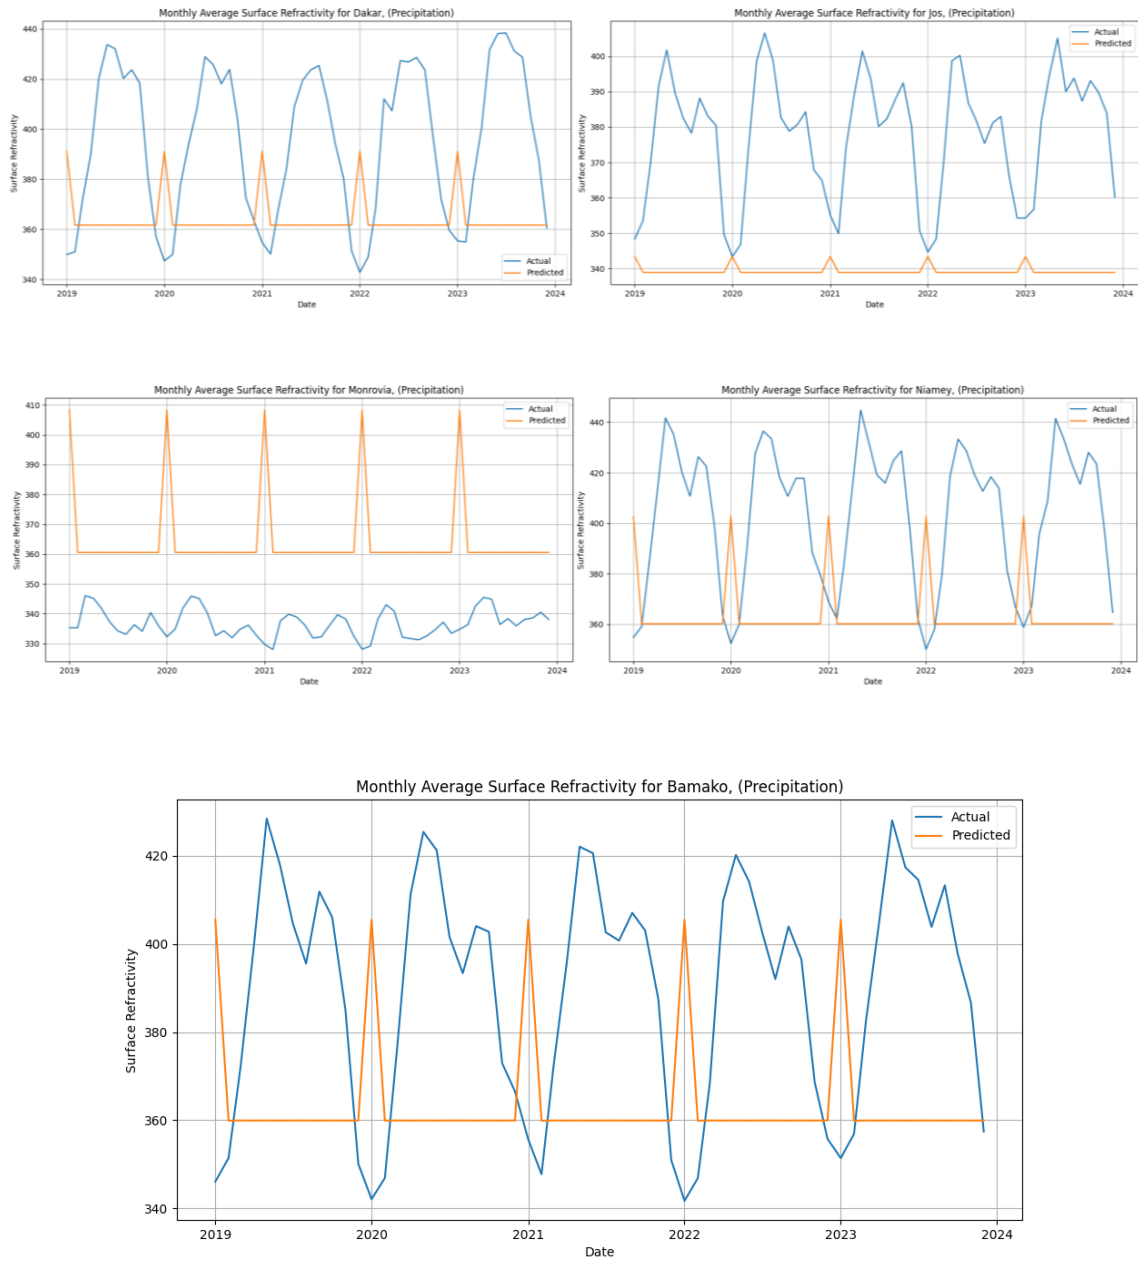 Monthly Average Surface Refractivity for Dakar, (Precipitation)
440
420
400
380
360
340
Surface Refractivity
Actual
Predicted
2019 2020 2021 2022 2023 2024
Date
Monthly Average Surface Refractivity for Jos, (Precipitation)
Actual
Predicted
400
390
380
370
360
350
340
Surface Refractivity
2019 2020 2021 2022 2023 2024
Date
Monthly Average Surface Refractivity for Monrovia, (Precipitation)
410
400
390
380
370
360
350
340
330
Surface Refractivity
Actual
Predicted
2019 2020 2021 2022 2023 2024
Date
Monthly Average Surface Refractivity for Niamey, (Precipitation)
Actual
Predicted
440
420
400
380
360
Surface Refractivity
2019 2020 2021 2022 2023 2024
Date
Monthly Average Surface Refractivity for Bamako, (Precipitation)
Actual
Predicted
420
400
380
360
340
Surface Refractivity
2019 2020 2021 2022 2023 2024
Date